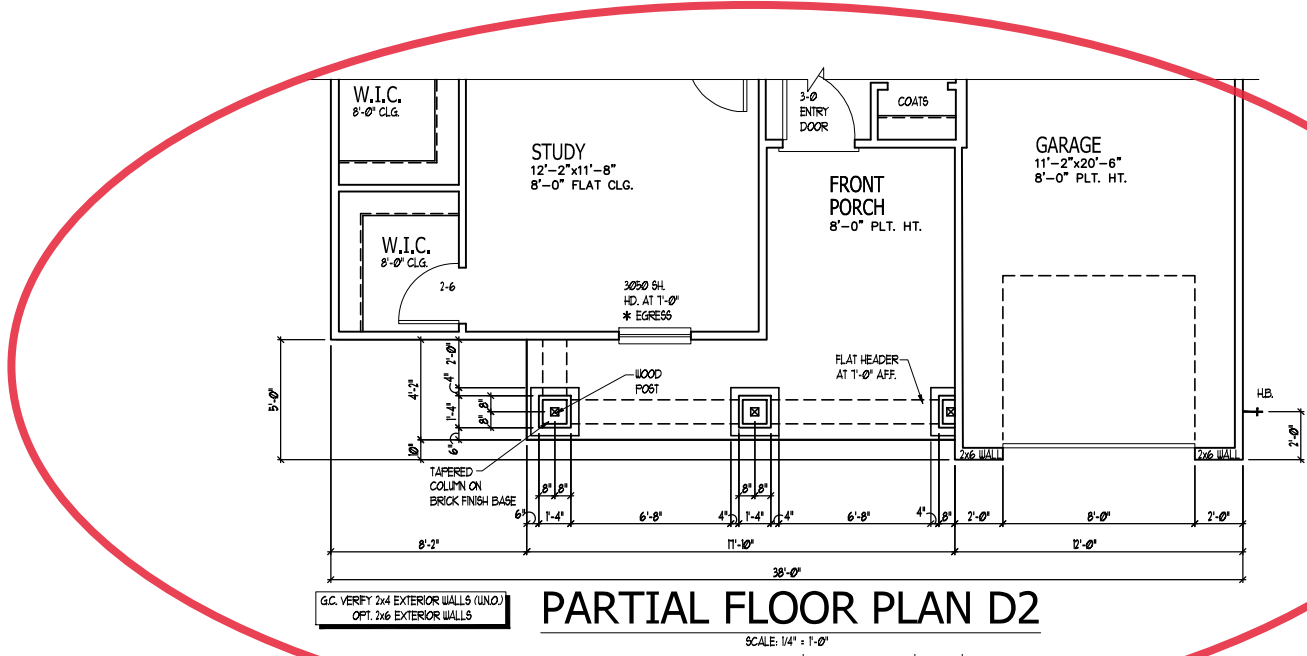 W.I.C.
8'-0" CLG.
STUDY
12'-2"x11'-8"
8'-0" FLAT CLG.
3-0
ENTRY
DOOR
COATS
GARAGE
11'-2"x20'-6"
8'-0" PLT. HT.
FRONT
PORCH
8'-0" PLT. HT.
W.I.C.
8'-0" CLG.
2-6
3050 SH.
HD. AT 7'-0"
* EGRESS
FLAT HEADER
AT 7'-0" AFF.
WOOD
POST
H.B.
5'-0"
4'-2"
10"
2'-0"
4"
1'-4"
6"
8"
8"
2'-0"
2x6 WALL
2x6 WALL
TAPERED
COLUMN ON
BRICK FINISH BASE
8" 8"
8" 8"
6" 1'-4" 6'-8" 4" 1'-4" 4" 6'-8" 4" 8" 2'-0" 8'-0" 2'-0"
8'-2" 17'-10" 12'-0"
38'-0"
G.C. VERIFY 2x4 EXTERIOR WALLS (U.N.O.)
OPT. 2x6 EXTERIOR WALLS
PARTIAL FLOOR PLAN D2
SCALE: 1/4" = 1'-0"